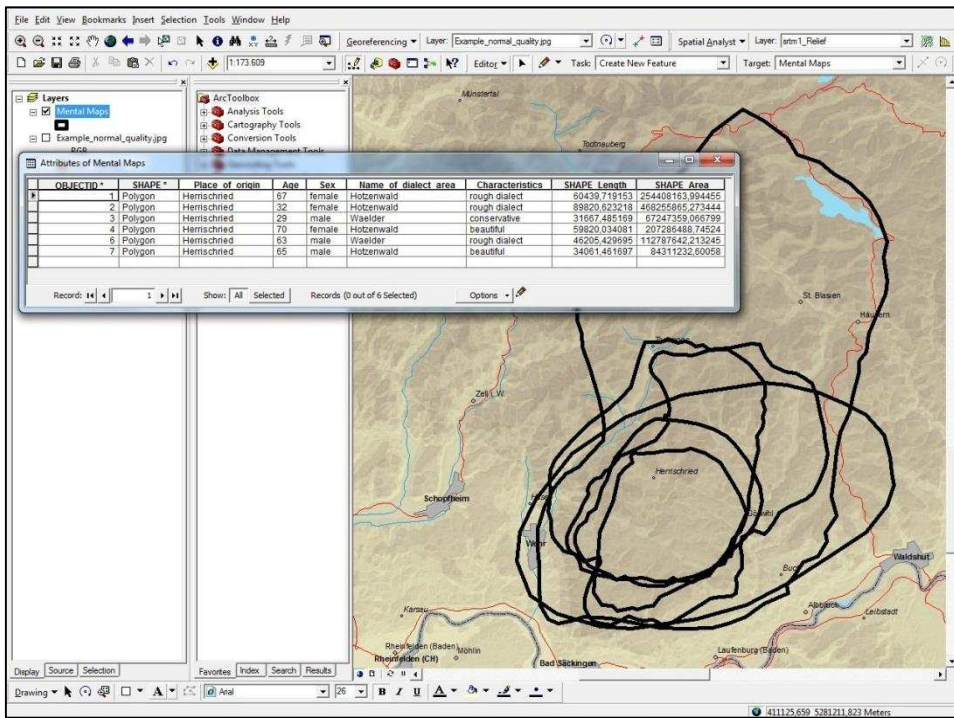 File Edit View Bookmarks Insert Selection Tools Window Help
Georeferencing Layer: Example_normal_quality.jpg Spatial Analyst Layer: srtm1_Relief
1:173.609 Editor Task: Create New Feature Target: Mental Maps
Layers
Mental Maps
Example_normal_quality.jpg
RGB
ArcToolbox
Analysis Tools
Cartography Tools
Conversion Tools
Data Management Tools
Münstertal
Todtnauberg
Attributes of Mental Maps
OBJECTID * SHAPE * Place_of_origin Age Sex Name_of_dialect_area Characteristics SHAPE_Length SHAPE_Area
1 Polygon Herrischried 67 female Hotzenwald rough dialect 60439,719153 254408163,994455
2 Polygon Herrischried 32 female Hotzenwald rough dialect 89820,623218 468255865,273444
3 Polygon Herrischried 29 male Waelder conservative 31667,485169 67247359,066799
4 Polygon Herrischried 70 female Hotzenwald beautiful 59820,034081 207286488,74524
6 Polygon Herrischried 63 male Waelder rough dialect 46205,429695 112787642,213245
7 Polygon Herrischried 65 male Hotzenwald beautiful 34061,461697 84311232,60058
Record: 1 Show: All Selected Records (0 out of 6 Selected) Options
St. Blasien
Häusern
Zell i. W.
Herrischried
Schopfheim
Wehr
Waldshut
Buch
Albbruck
Leibstadt
Karsau
Rheinfelden (Baden)
Rheinfelden (CH)
Möhlin
Laufenburg (Baden)
Bad Säckingen
Display Source Selection
Favorites Index Search Results
Drawing Arial 26 B I U A
411125,659 5281211,823 Meters